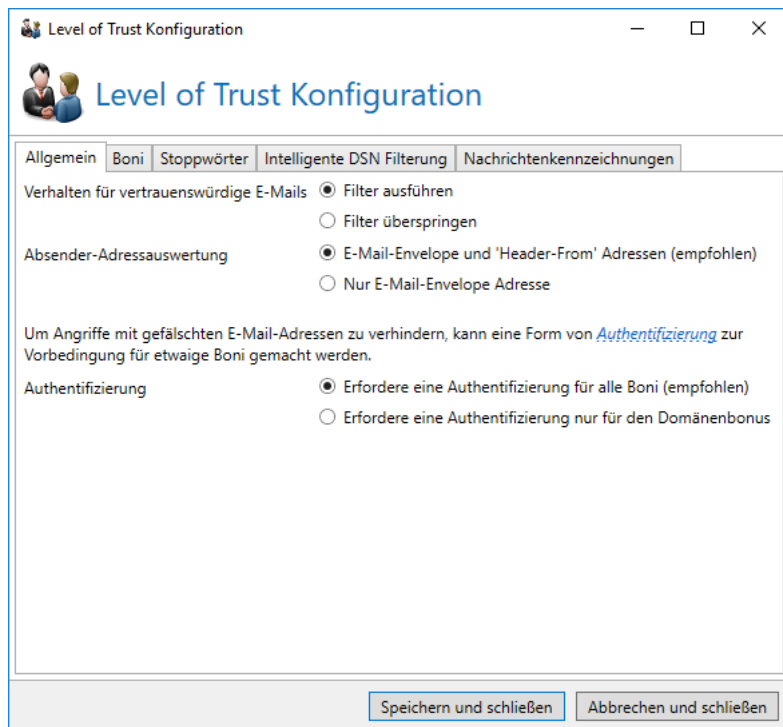 Level of Trust Konfiguration
Level of Trust Konfiguration
Allgemein Boni Stoppwörter Intelligente DSN Filterung Nachrichtenkennzeichnungen
Verhalten für vertrauenswürdige E-Mails Filter ausführen
Filter überspringen
Absender-Adressauswertung E-Mail-Envelope und 'Header-From' Adressen (empfohlen)
Nur E-Mail-Envelope Adresse
Um Angriffe mit gefälschten E-Mail-Adressen zu verhindern, kann eine Form von Authentifizierung zur
Vorbedingung für etwaige Boni gemacht werden.
Authentifizierung Erfordere eine Authentifizierung für alle Boni (empfohlen)
Erfordere eine Authentifizierung nur für den Domänenbonus
Speichern und schließen Abbrechen und schließen